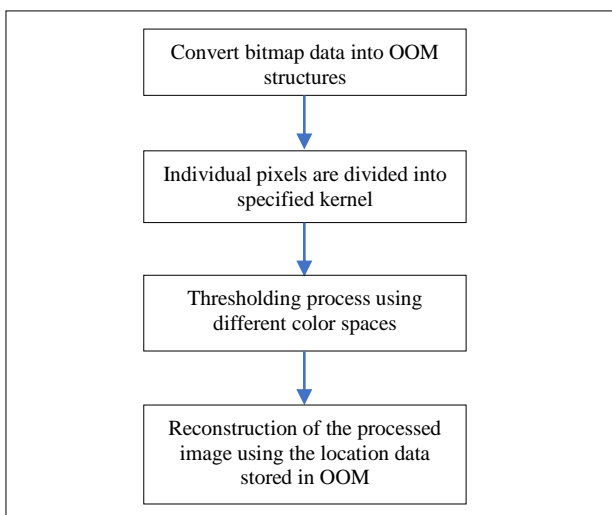 Convert bitmap data into OOM
structures
Individual pixels are divided into
specified kernel
Thresholding process using
different color spaces
Reconstruction of the processed
image using the location data
stored in OOM